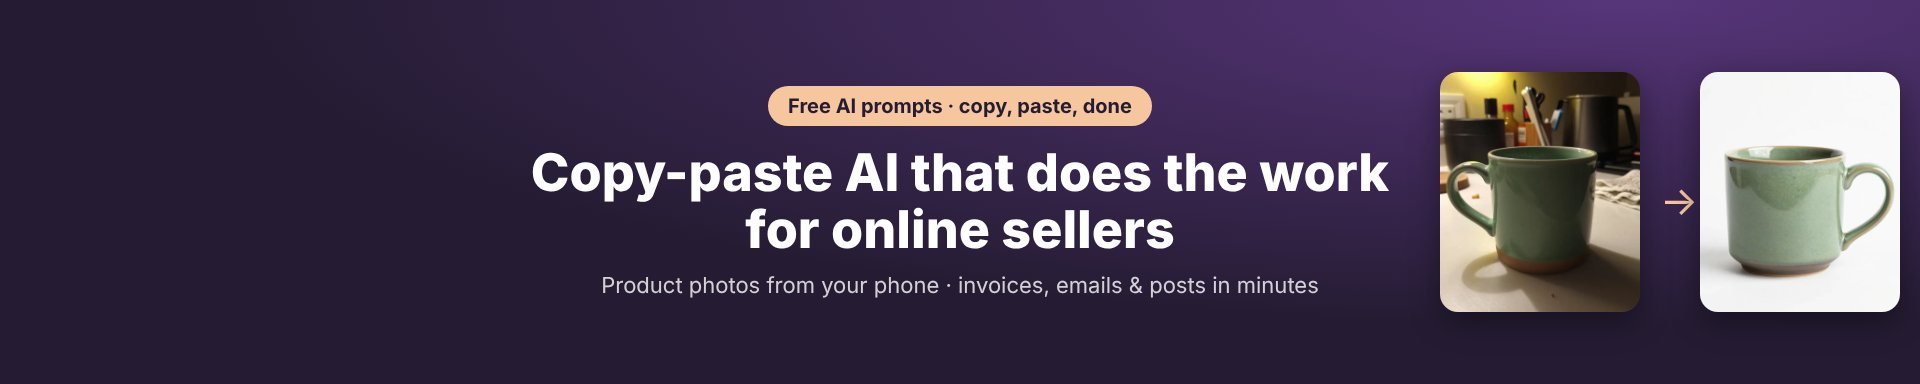 Free AI prompts · copy, paste, done
Copy-paste AI that does the work
for online sellers
Product photos from your phone · invoices, emails & posts in minutes